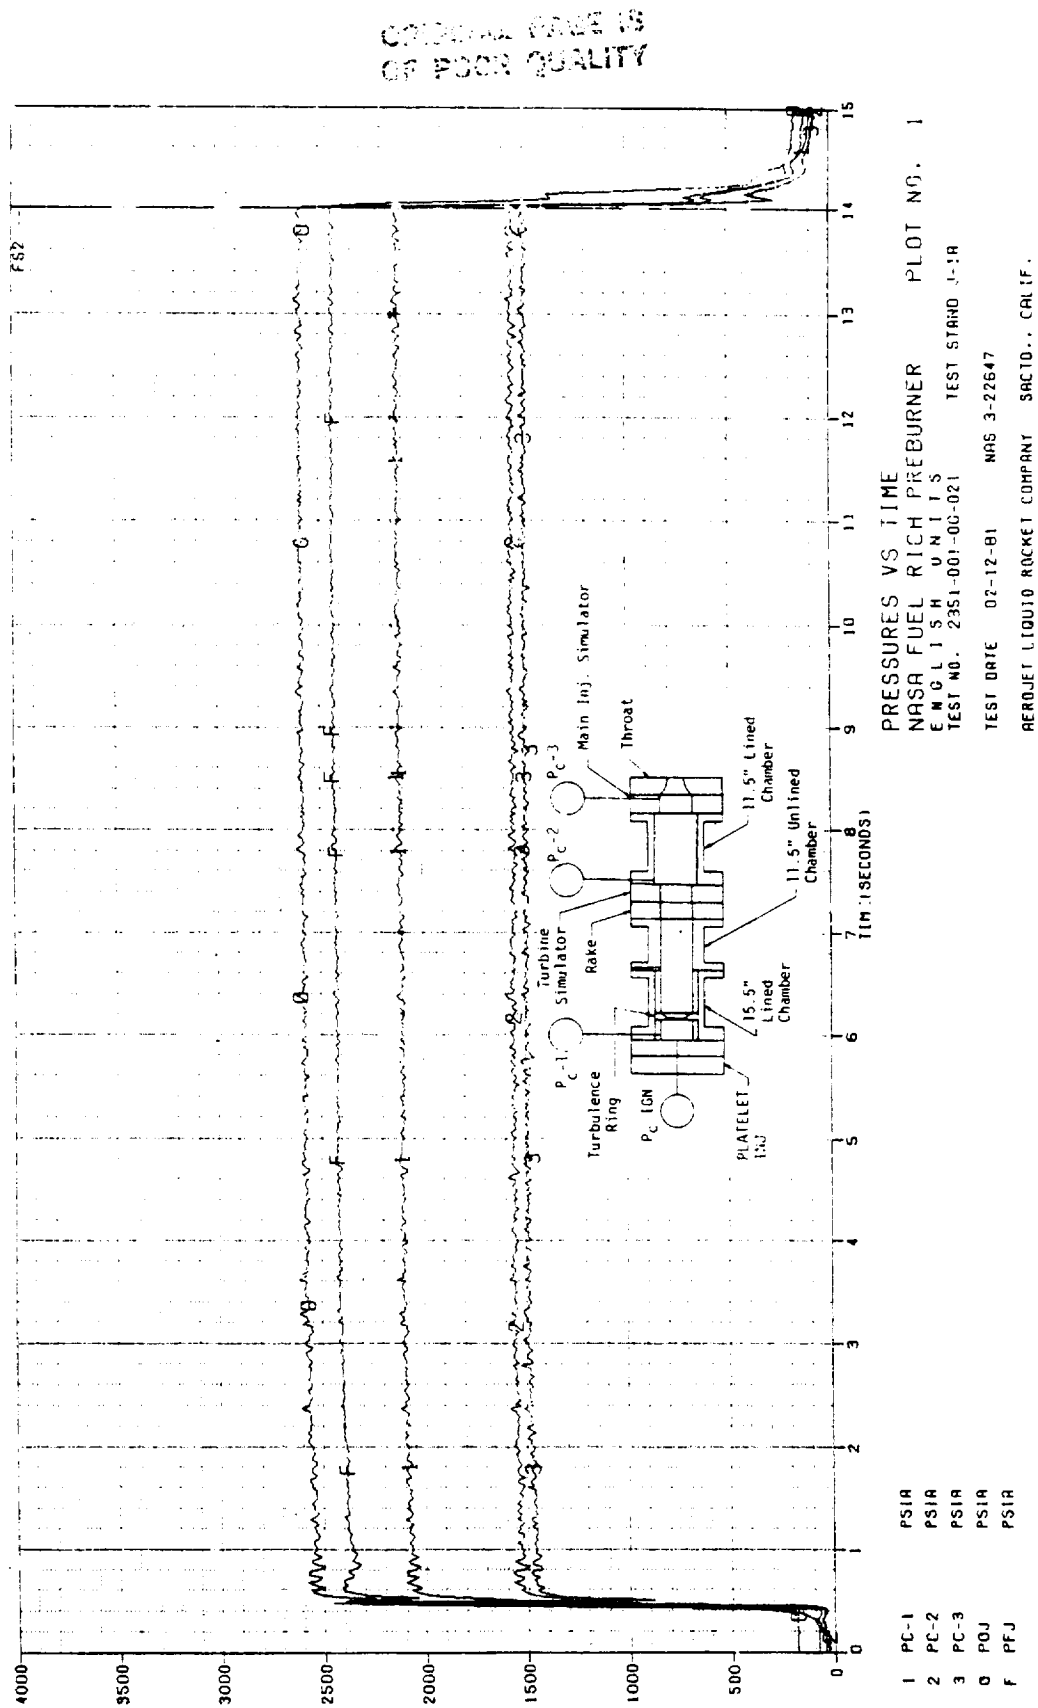 ORIGINAL PAGE IS
OF POOR QUALITY
FS2
4000
3500
3000
2500
2000
1500
1000
500
0
0
1
2
3
4
5
6
7
8
9
10
11
12
13
14
15
TIME (SECONDS)
Pc-1
Pc-2
Pc-3
Pc IGN
Turbulence
Ring
Turbine
Simulator
Rake
Main Inj. Simulator
Throat
PLATELET
INJ
15.5"
Lined
Chamber
11.5" Unlined
Chamber
11.5" Lined
Chamber
1 PC-1 PSIA
2 PC-2 PSIA
3 PC-3 PSIA
O POJ PSIA
F PFJ PSIA
PRESSURES VS TIME
NASA FUEL RICH PREBURNER PLOT NO. 1
ENGLISH UNITS
TEST NO. 2351-D01-0G-021 TEST STAND J-1A
TEST DATE 02-12-81 NAS 3-22647
AEROJET LIQUID ROCKET COMPANY SACTO., CALIF.